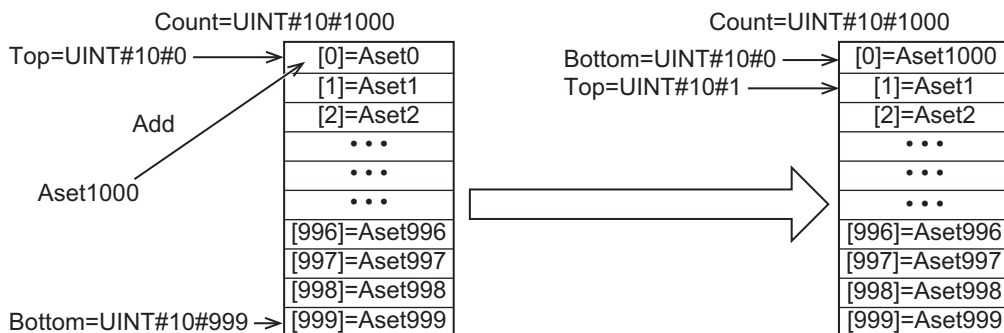 Count=UINT#10#1000
Top=UINT#10#0
[0]=Aset0
[1]=Aset1
[2]=Aset2
• • •
• • •
• • •
[996]=Aset996
[997]=Aset997
[998]=Aset998
[999]=Aset999
Add
Aset1000
Bottom=UINT#10#999
Count=UINT#10#1000
Bottom=UINT#10#0
Top=UINT#10#1
[0]=Aset1000
[1]=Aset1
[2]=Aset2
• • •
• • •
• • •
[996]=Aset996
[997]=Aset997
[998]=Aset998
[999]=Aset999